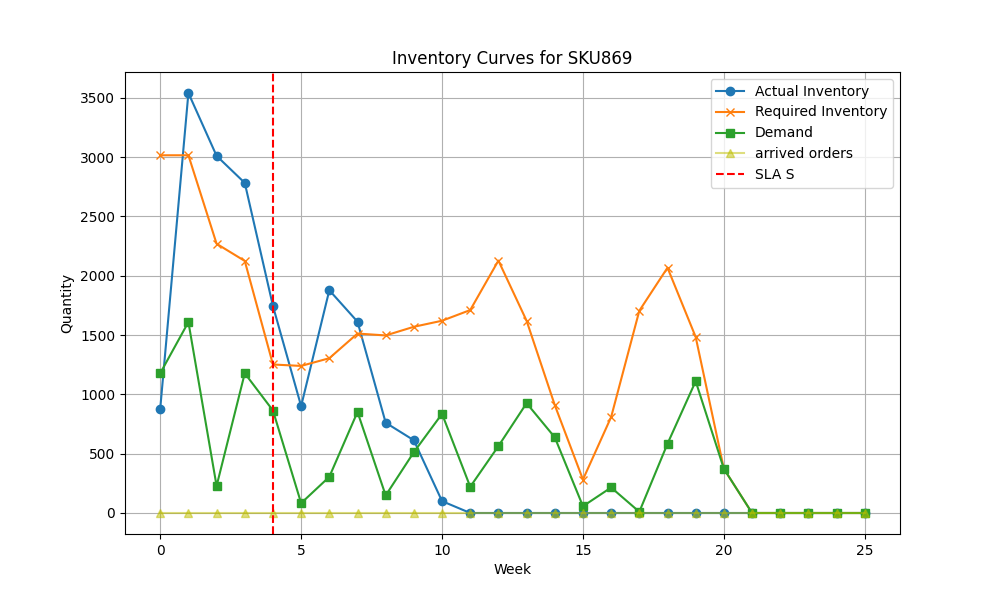 Inventory Curves for SKU869
Actual Inventory
Required Inventory
Demand
arrived orders
SLA S
Quantity
3500
3000
2500
2000
1500
1000
500
0
0 5 10 15 20 25
Week